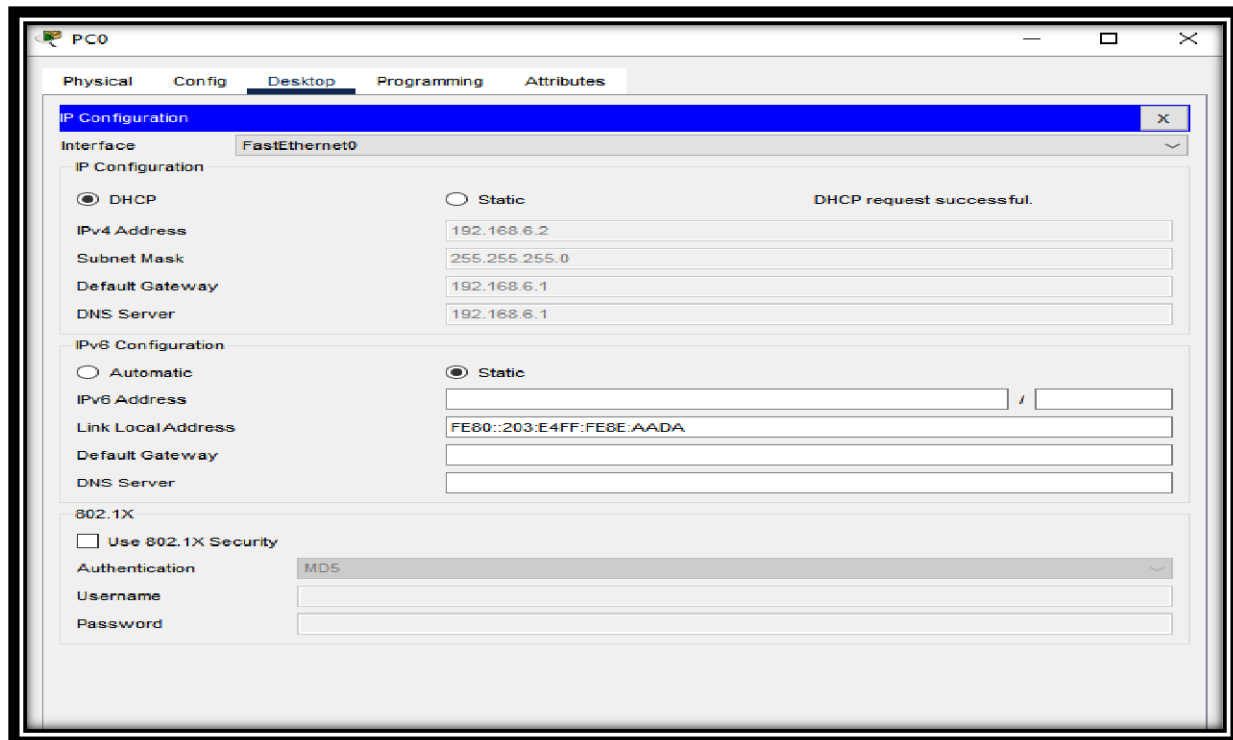 PC0
Physical Config Desktop Programming Attributes
IP Configuration X
Interface FastEthernet0
IP Configuration
DHCP Static DHCP request successful.
IPv4 Address 192.168.6.2
Subnet Mask 255.255.255.0
Default Gateway 192.168.6.1
DNS Server 192.168.6.1
IPv6 Configuration
Automatic Static
IPv6 Address /
Link Local Address FE80::203:E4FF:FE8E:AADA
Default Gateway
DNS Server
802.1X
Use 802.1X Security
Authentication MD5
Username
Password